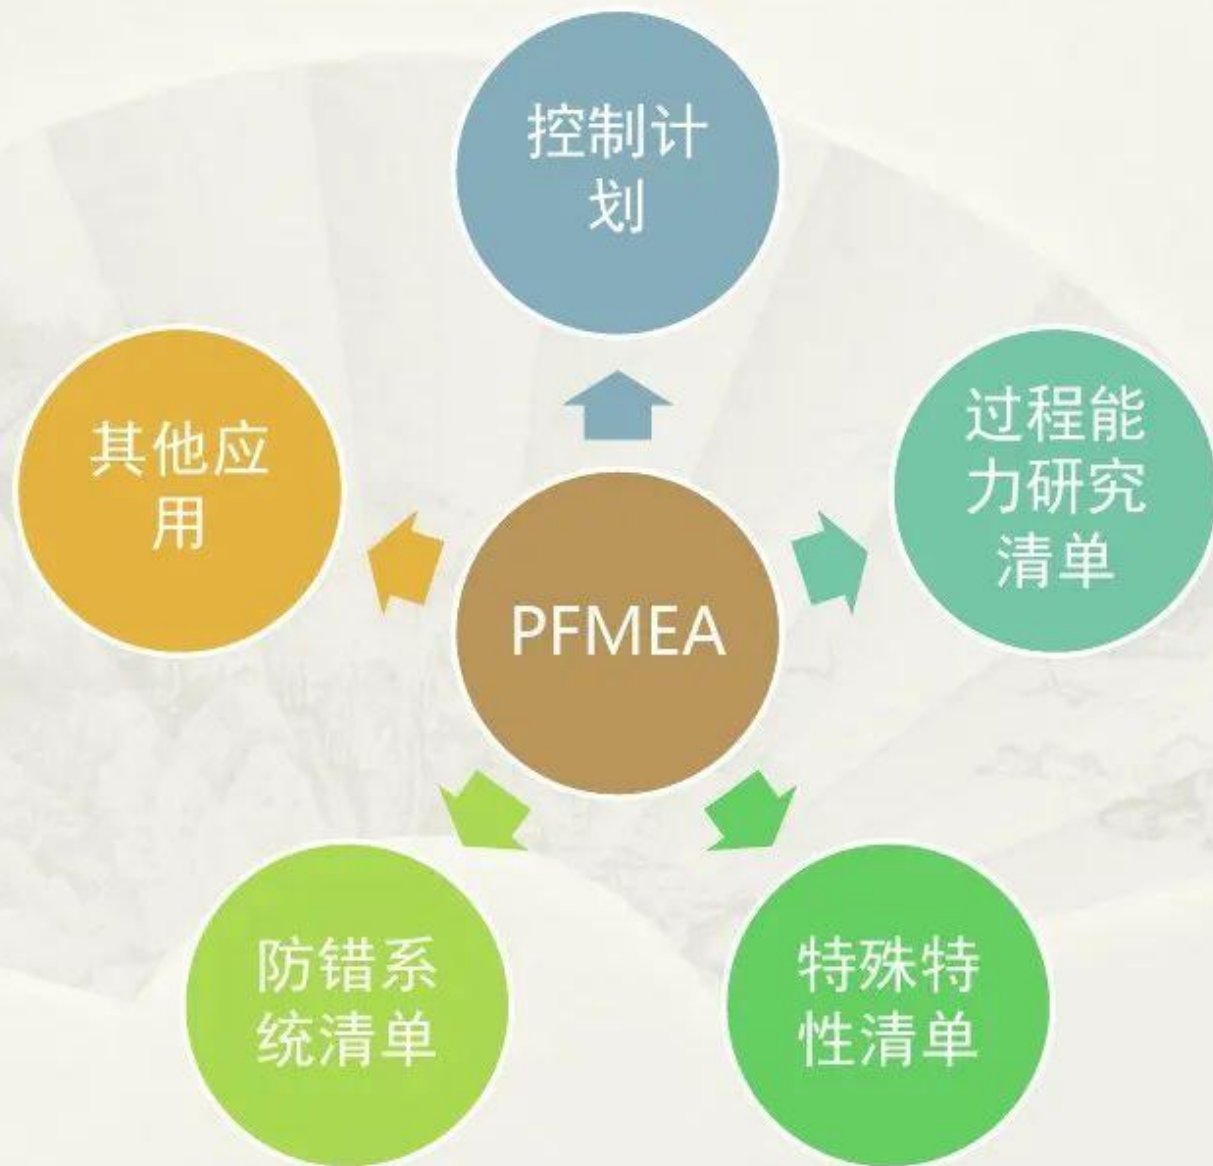 控制计
划
其他应
用
过程能
力研究
清单
PFMEA
防错系
统清单
特殊特
性清单